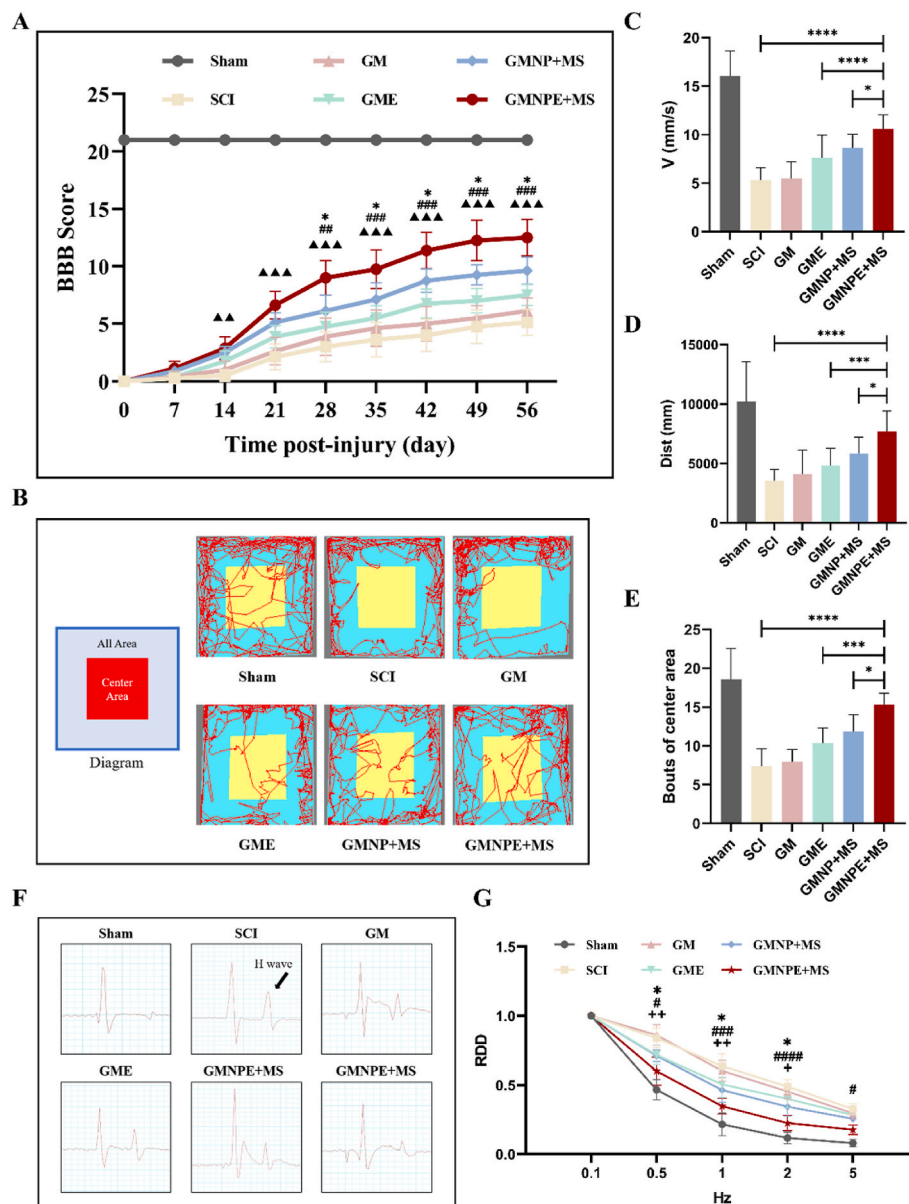 A
Sham
GM
GMNP+MS
SCI
GME
GMNPE+MS
BBB Score
25
20
15
10
5
0
*
*
*
*
*
##
###
###
###
###
▲▲
▲▲▲
▲▲▲
▲▲▲
▲▲▲
▲▲▲
▲▲▲
0
7
14
21
28
35
42
49
56
Time post-injury (day)
B
All Area
Center
Area
Diagram
Sham
SCI
GM
GME
GMNP+MS
GMNPE+MS
C
V (mm/s)
20
15
10
5
0
****
****
*
Sham
SCI
GM
GME
GMNP+MS
GMNPE+MS
D
Dist (mm)
15000
10000
5000
0
****
***
*
Sham
SCI
GM
GME
GMNP+MS
GMNPE+MS
E
Bouts of center area
25
20
15
10
5
0
****
***
*
Sham
SCI
GM
GME
GMNP+MS
GMNPE+MS
F
Sham
SCI
GM
H wave
GME
GMNPE+MS
GMNPE+MS
G
Sham
GM
GMNP+MS
SCI
GME
GMNPE+MS
RDD
1.5
1.0
0.5
0.0
*
#
++
*
###
++
*
####
+
#
0.1
0.5
1
2
5
Hz